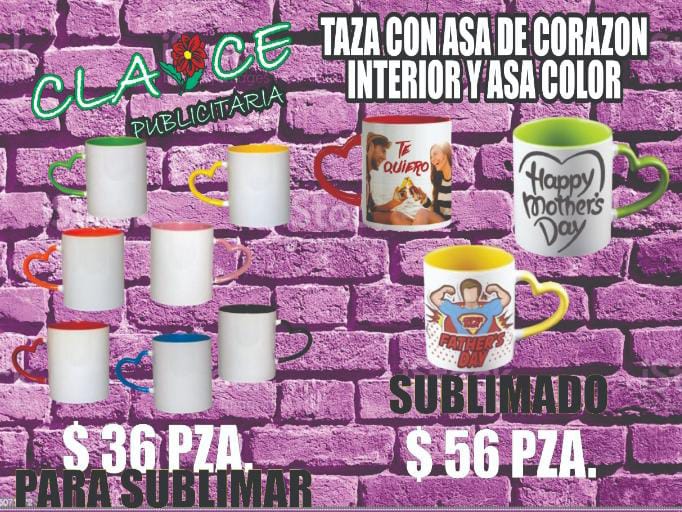 CLA CE
PUBLICITARIA
TAZA CON ASA DE CORAZON
INTERIOR Y ASA COLOR
TE
QUIERO
Happy
Mother's
Day
FATHER'S
DAY
SUBLIMADO
$ 36 PZA.
$ 56 PZA.
PARA SUBLIMAR